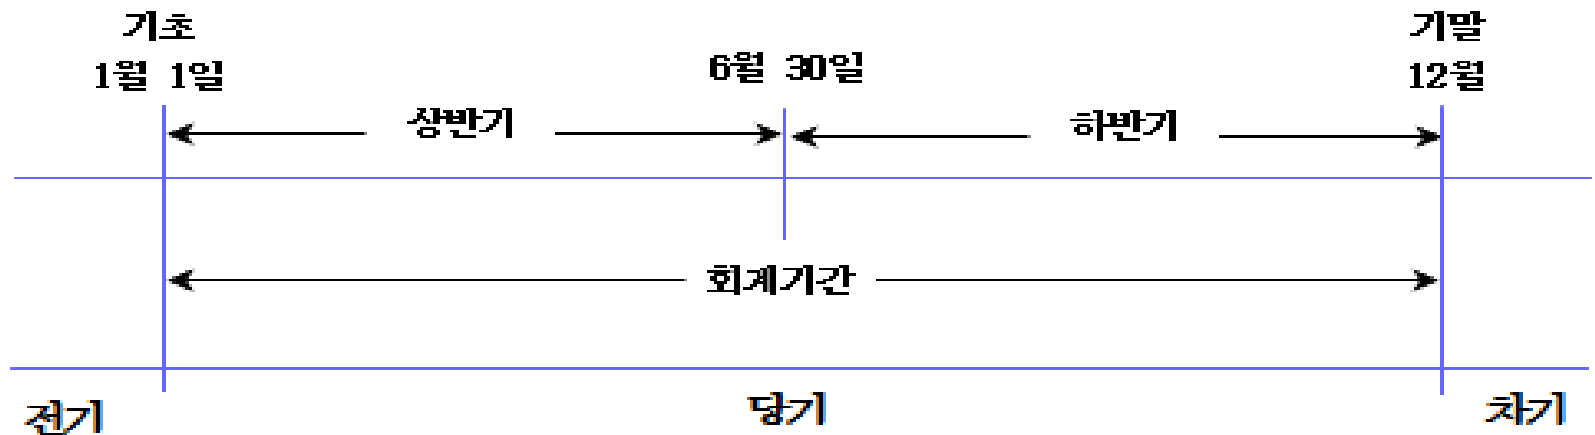 기초
1월 1일
6월 30일
기말
12월
상반기
하반기
회계기간
전기
당기
차기